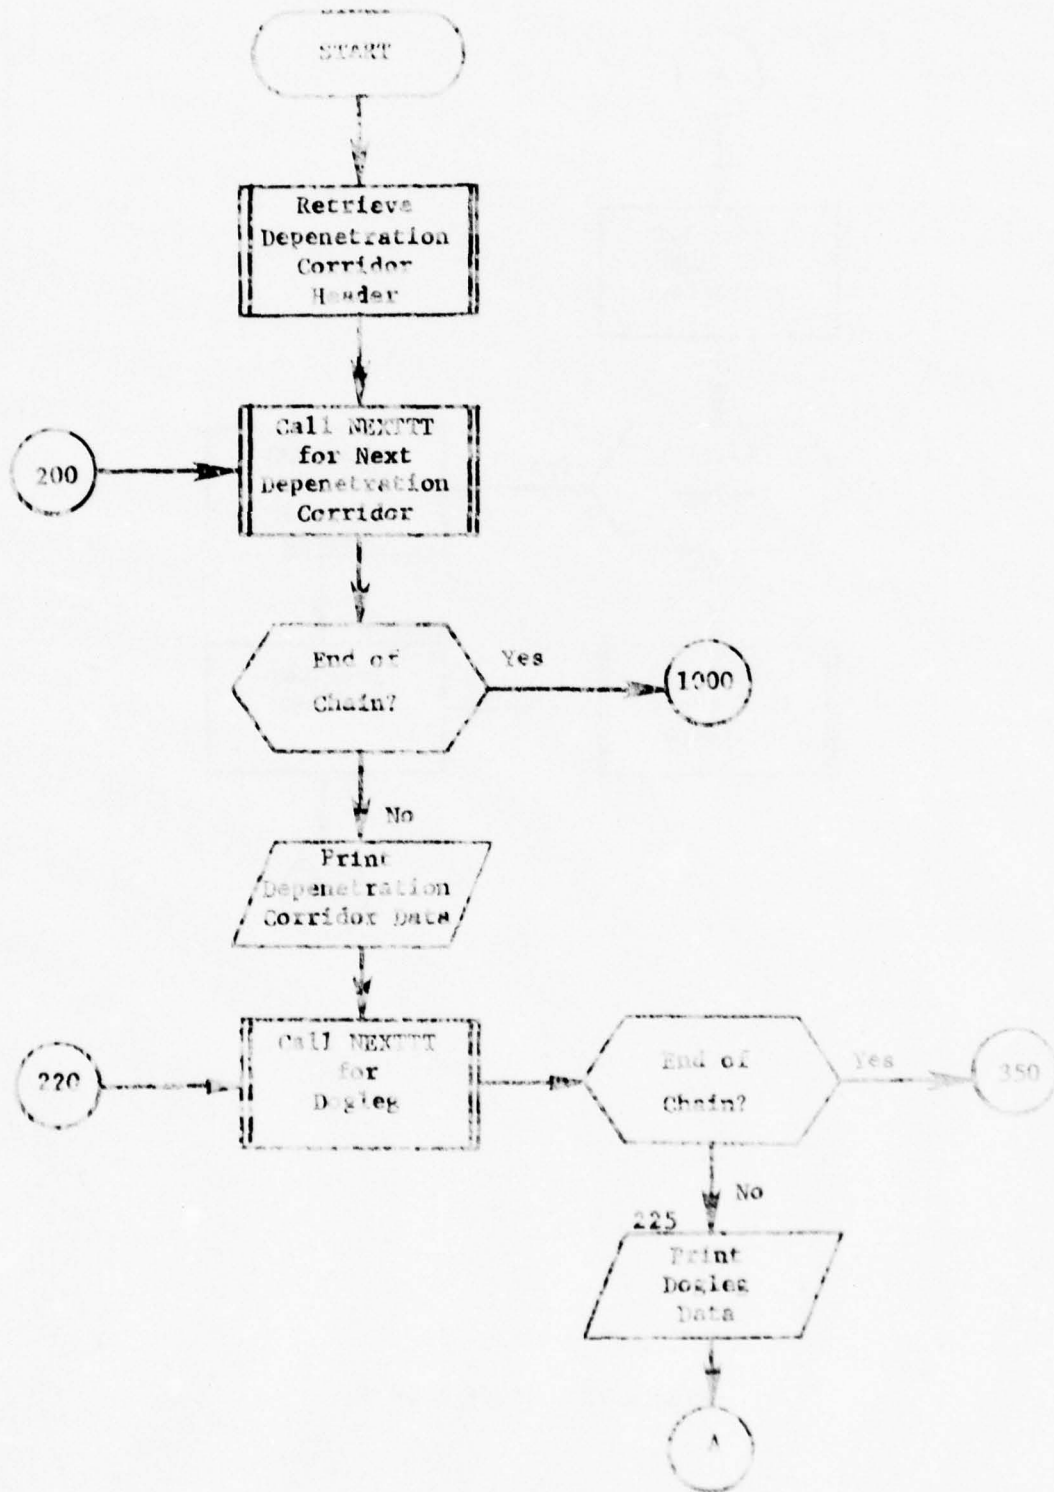 START
Retrieve
Depenetration
Corridor
Header
200
Call NEXTTT
for Next
Depenetration
Corridor
End of
Chain?
Yes
1000
No
Print
Depenetration
Corridor Data
220
Call NEXTTT
for
Dogleg
End of
Chain?
Yes
350
No
225
Print
Dogleg
Data
A